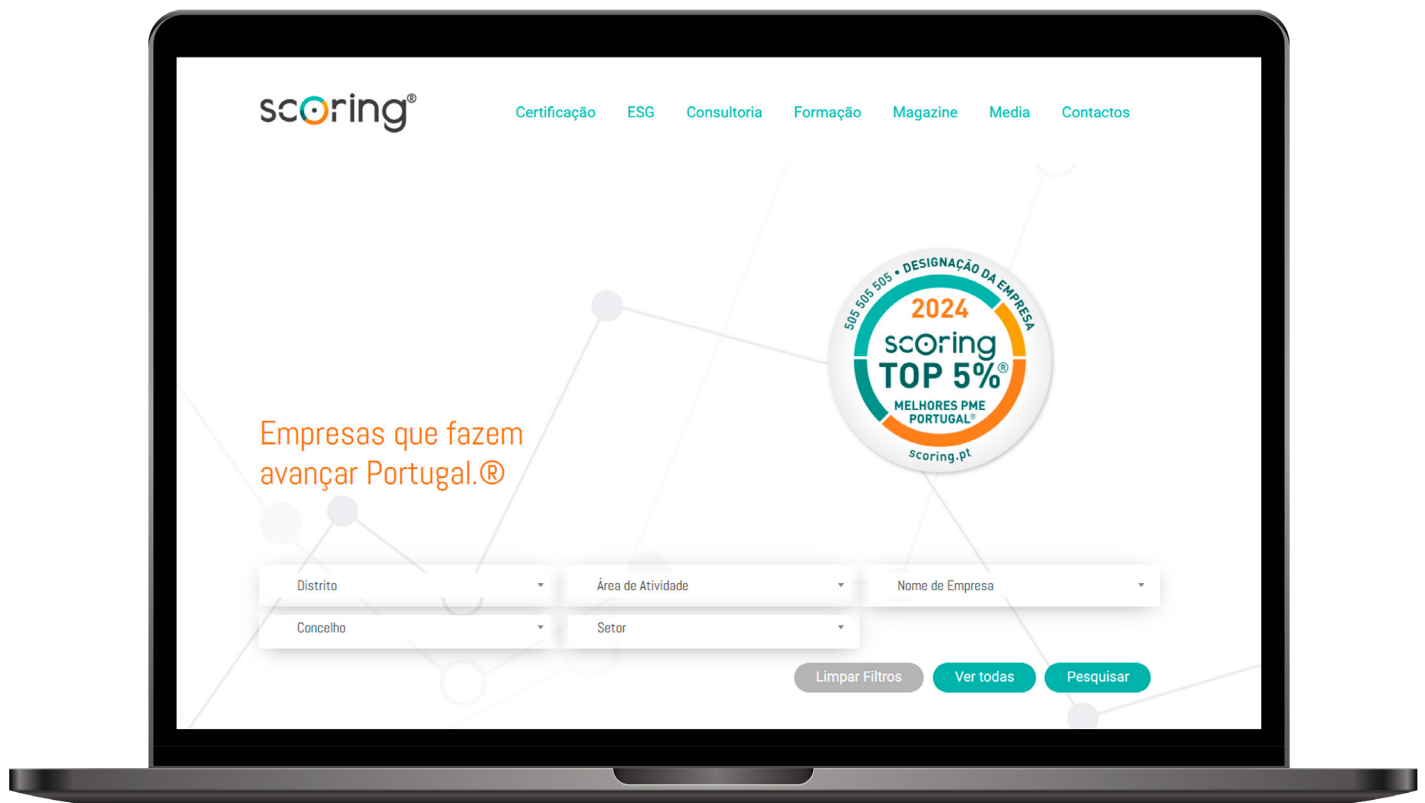 scoring®
Certificação ESG Consultoria Formação Magazine Media Contactos
505 505 505 • DESIGNAÇÃO DA EMPRESA
2024
scoring
TOP 5%®
MELHORES PME
PORTUGAL®
scoring.pt
Empresas que fazem
avançar Portugal.®
Distrito Área de Atividade Nome de Empresa
Concelho Setor
Limpar Filtros Ver todas Pesquisar